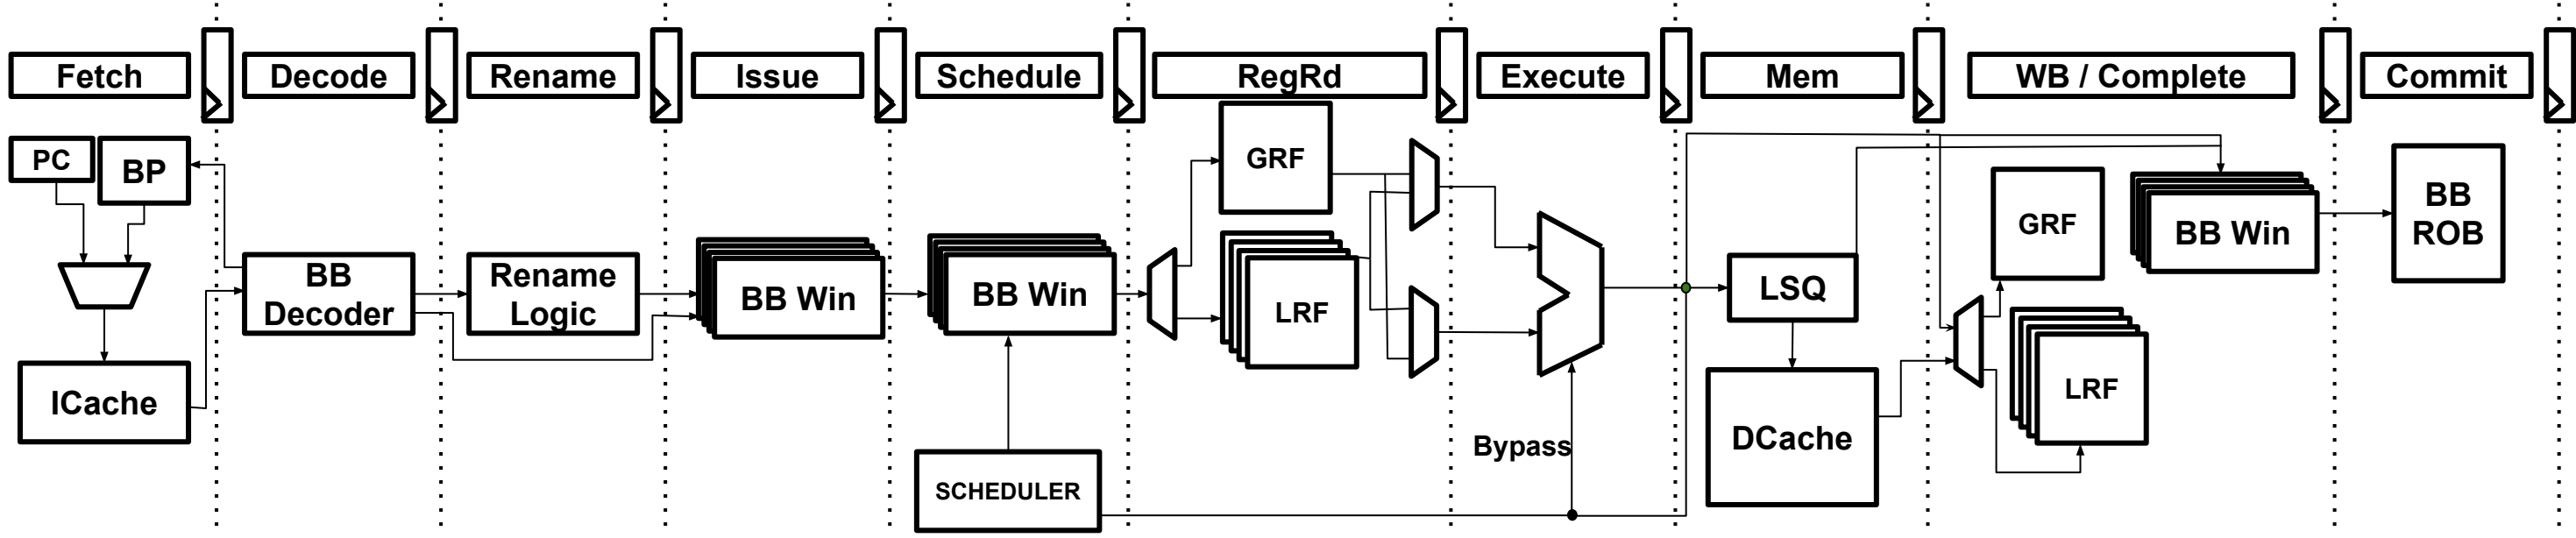 Fetch
Decode
Rename
Issue
Schedule
RegRd
Execute
Mem
WB / Complete
Commit
PC
BP
ICache
BB
Decoder
Rename
Logic
BB Win
BB Win
SCHEDULER
GRF
LRF
Bypass
LSQ
DCache
GRF
LRF
BB Win
BB
ROB